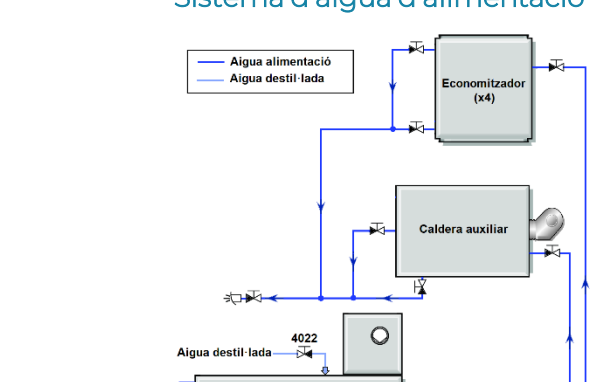 Sistema d'aigua d'alimentació
Aigua alimentació
Aigua destil·lada
Economitzador
(x4)
Caldera auxiliar
4022
Aigua destil·lada